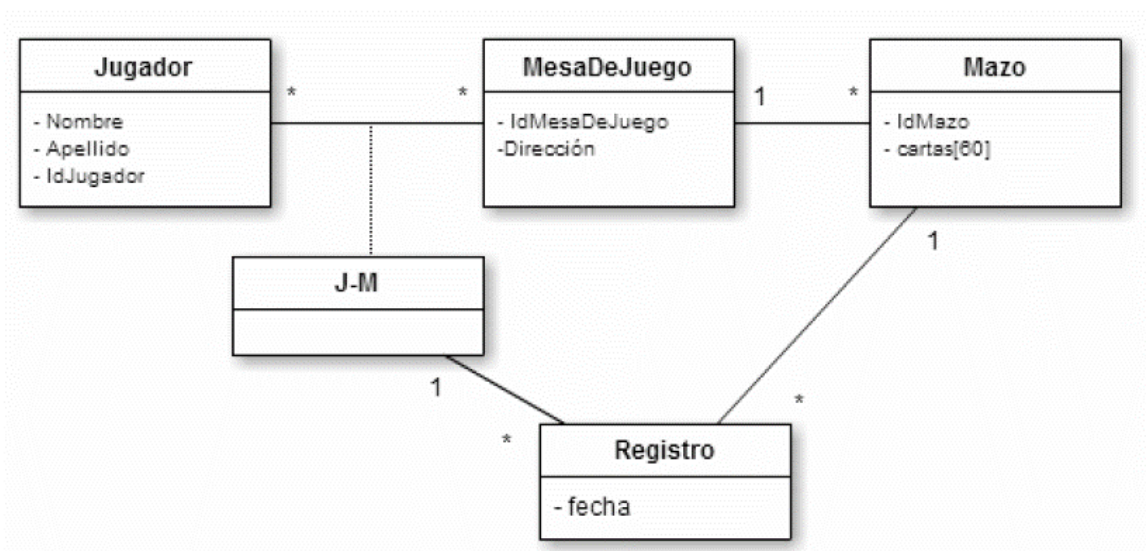 Jugador
- Nombre
- Apellido
- IdJugador
*
*
MesaDeJuego
- IdMesaDeJuego
-Dirección
1
*
Mazo
- IdMazo
- cartas[60]
J-M
1
*
1
*
Registro
- fecha